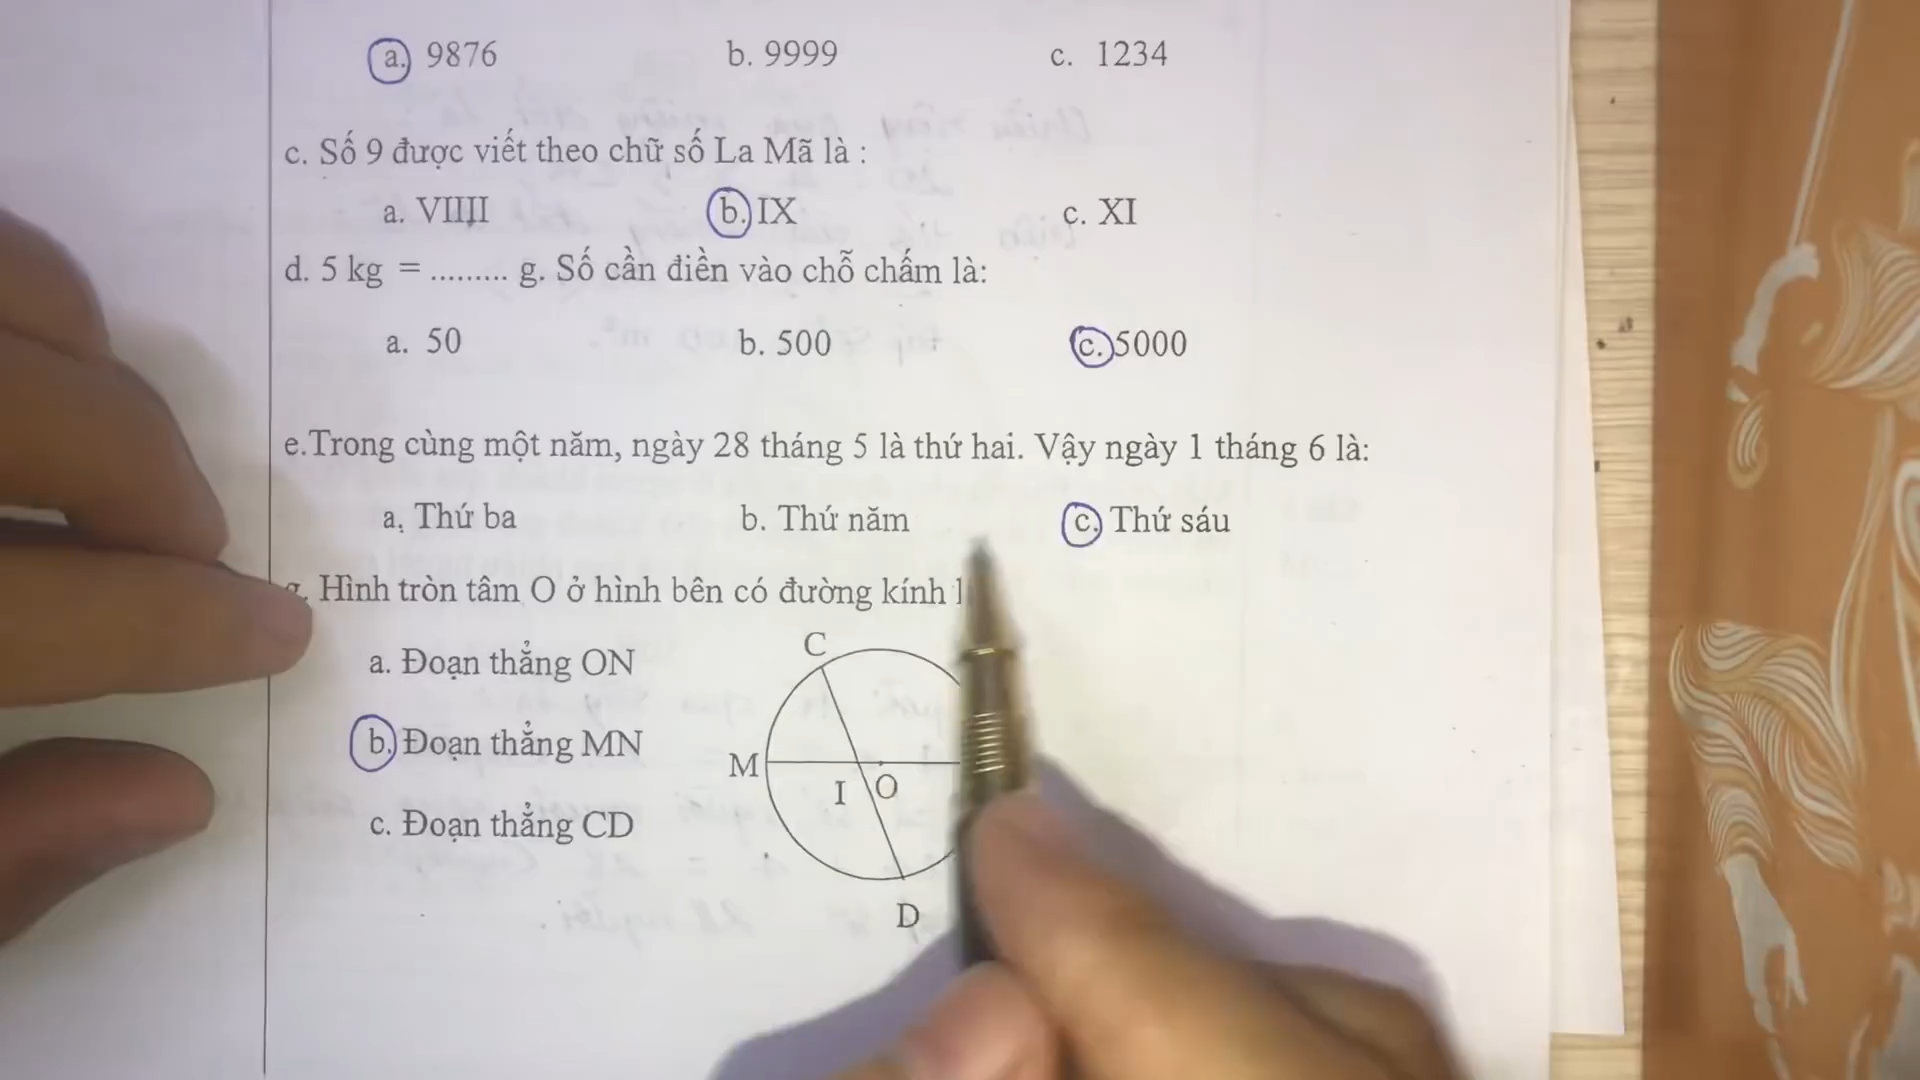 a. 9876 b. 9999 c. 1234
c. Số 9 được viết theo chữ số La Mã là :
a. VIIII b. IX c. XI
d. 5 kg = ......... g. Số cần điền vào chỗ chấm là:
a. 50 b. 500 c. 5000
e.Trong cùng một năm, ngày 28 tháng 5 là thứ hai. Vậy ngày 1 tháng 6 là:
a. Thứ ba b. Thứ năm c. Thứ sáu
Hình tròn tâm O ở hình bên có đường kính
C
a. Đoạn thẳng ON
b. Đoạn thẳng MN
M
I O
c. Đoạn thẳng CD
D